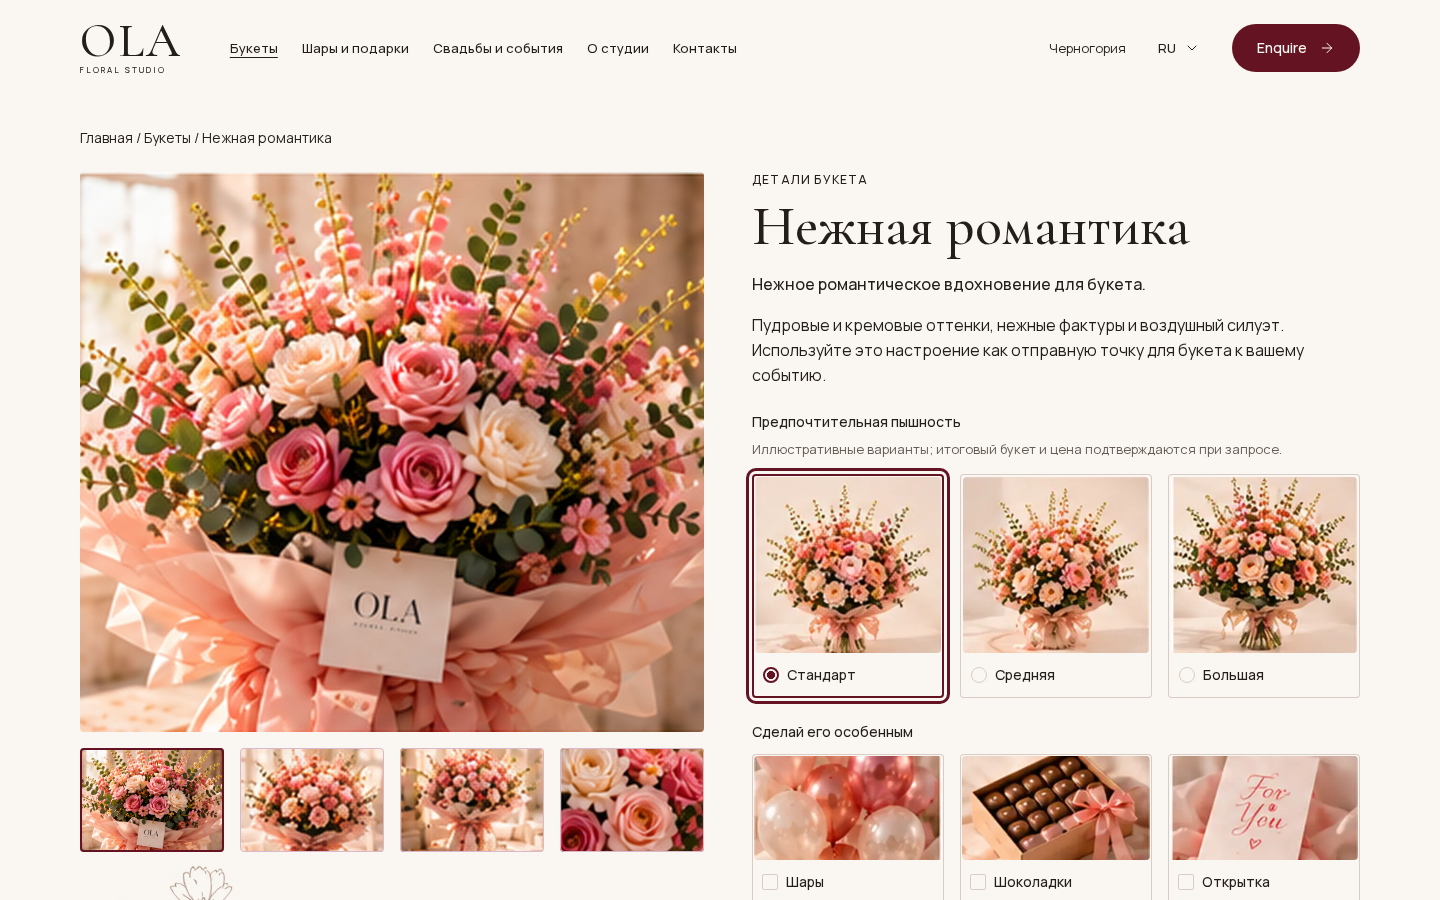 OLA
FLORAL STUDIO
Букеты
Шары и подарки
Свадьбы и события
О студии
Контакты
Черногория
RU
Enquire
Главная / Букеты / Нежная романтика
ДЕТАЛИ БУКЕТА
Нежная романтика
Нежное романтическое вдохновение для букета.
Пудровые и кремовые оттенки, нежные фактуры и воздушный силуэт.
Используйте это настроение как отправную точку для букета к вашему
событию.
Предпочтительная пышность
Иллюстративные варианты; итоговый букет и цена подтверждаются при запросе.
OLA
Стандарт
Средняя
Большая
Сделай его особенным
OLA
For
You
Шары
Шоколадки
Открытка